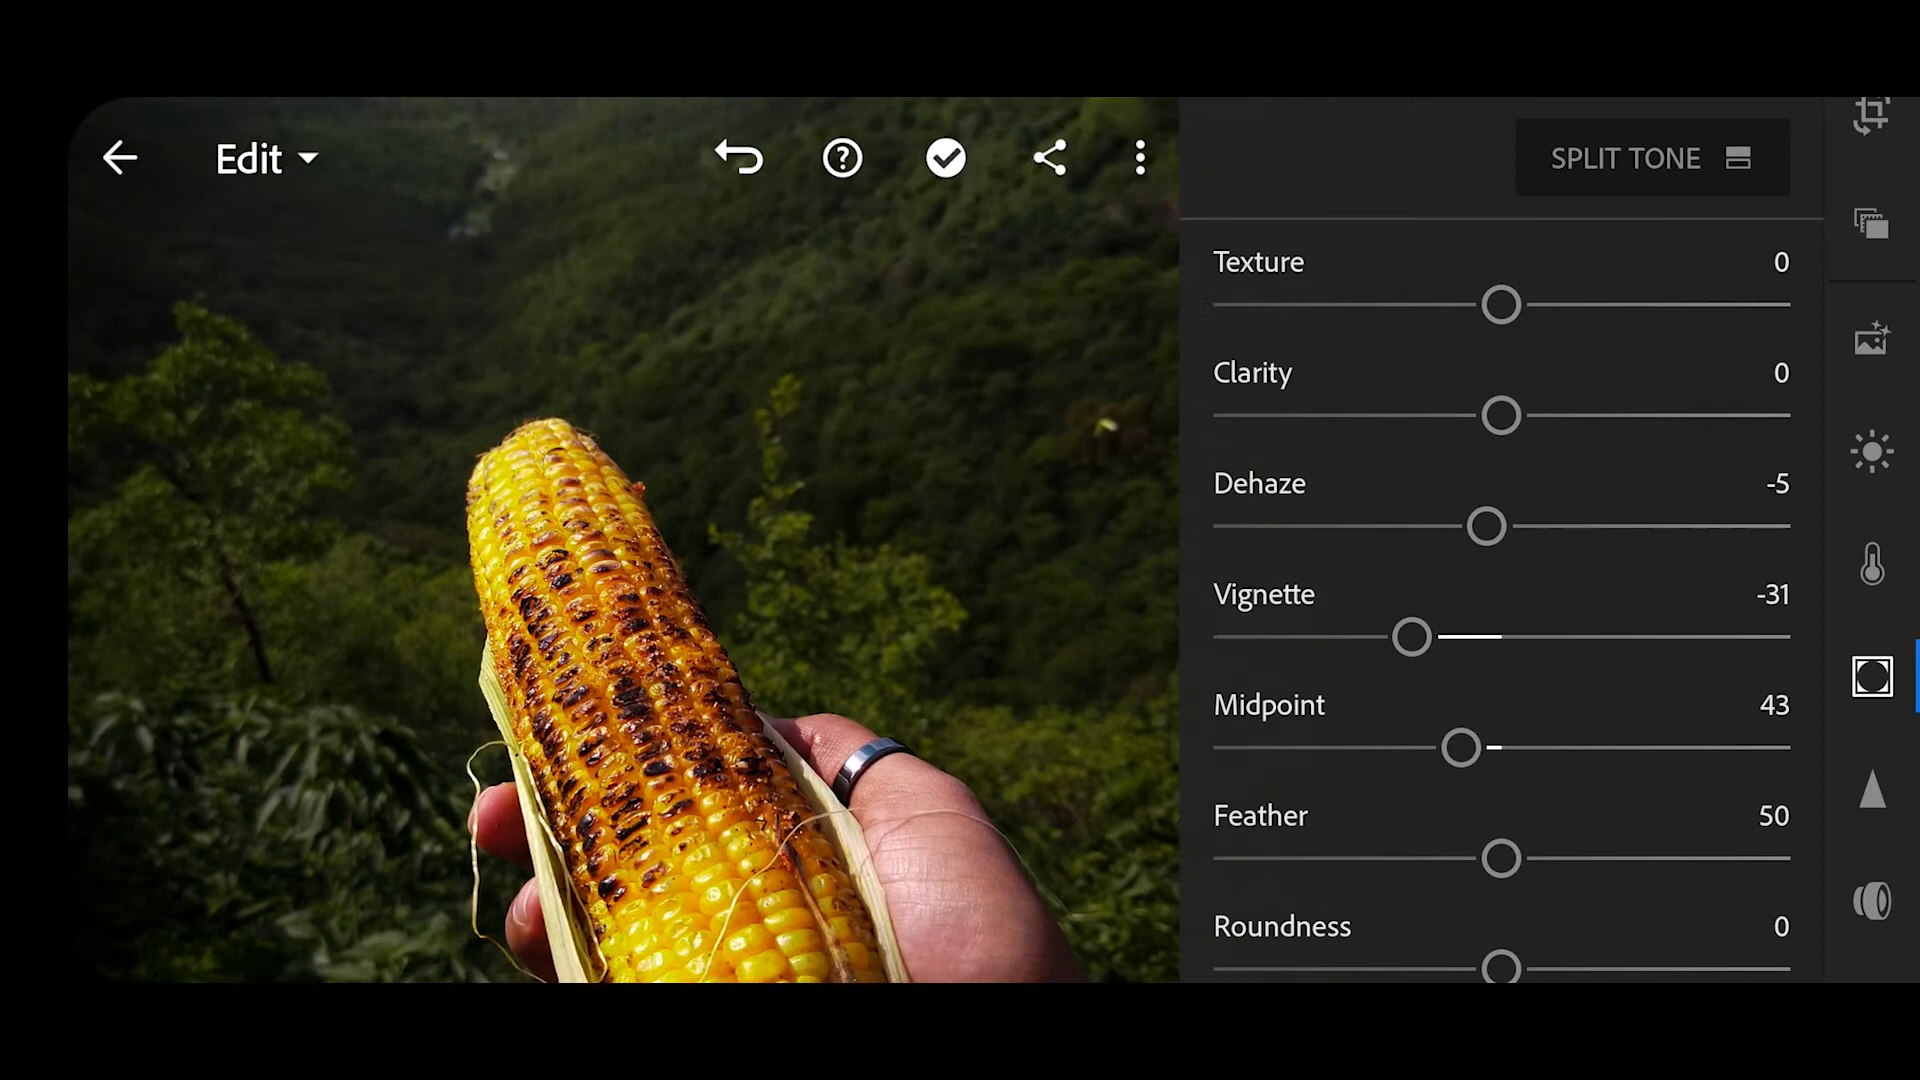 Edit
SPLIT TONE
Texture 0
Clarity 0
Dehaze -5
Vignette -31
Midpoint 43
Feather 50
Roundness 0